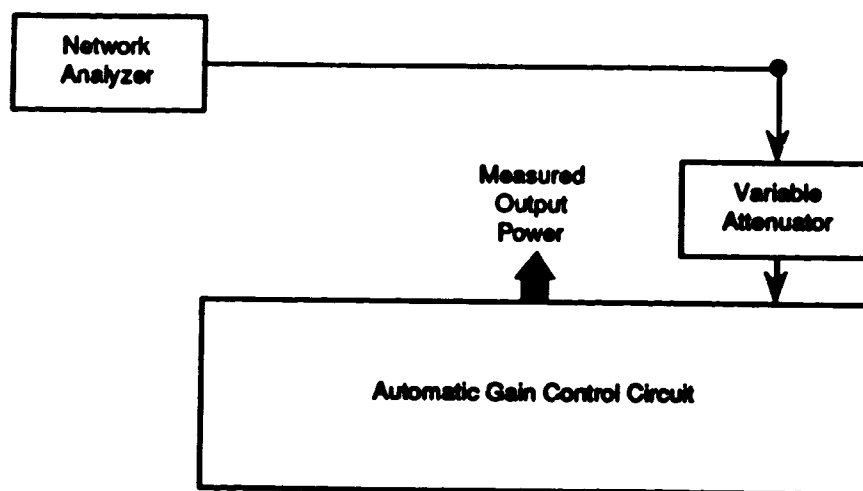 Network
Analyzer
Measured
Output
Power
Variable
Attenuator
Automatic Gain Control Circuit